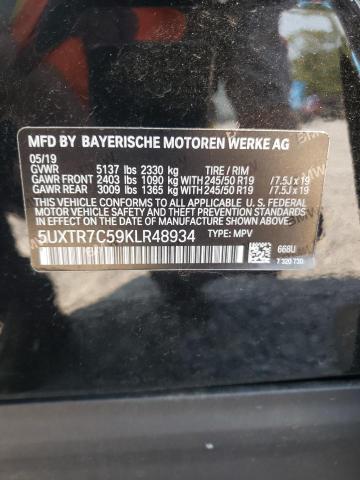 MFD BY BAYERISCHE MOTOREN WERKE AG
05/19
GVWR 5137 lbs 2330 kg TIRE / RIM
GAWR FRONT 2403 lbs 1090 kg WITH 245/50 R19 /7.5J x 19
GAWR REAR 3009 lbs 1365 kg WITH 245/50 R19 /7.5J x 19
THIS VEHICLE CONFORMS TO ALL APPLICABLE U.S. FEDERAL
MOTOR VEHICLE SAFETY STANDARDS IN EFFECT ON
THE DATE OF MANUFACTURE SHOWN ABOVE.
5UXTR7C59KLR48934 TYPE: MPV
668U
7 320 730